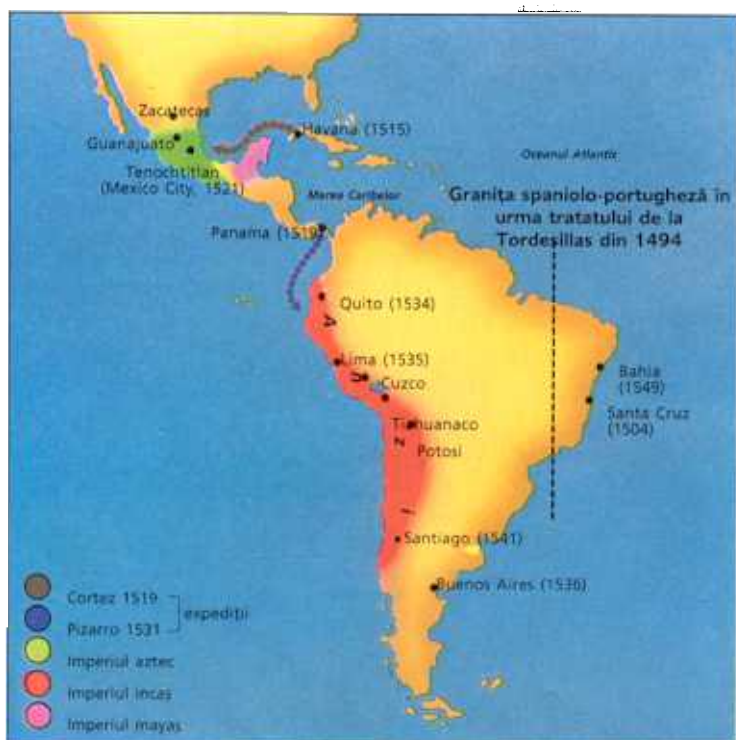 Zacatecas
Guanajuato
Tenochtitlan
(Mexico City, 1521)
Havana (1515)
Oceanul Atlantic
Marea Caribelor
Granița spaniolo-portugheză în
urma tratatului de la
Tordesillas din 1494
Panama (1519)
Quito (1534)
A
Lima (1535)
n
Cuzco
Bahia
(1549)
Santa Cruz
(1504)
Tiahuanaco
z
Potosi
i
Santiago (1541)
Buenos Aires (1536)
Cortez 1519
expediții
Pizarro 1531
Imperiul aztec
Imperiul incaș
Imperiul mayaș